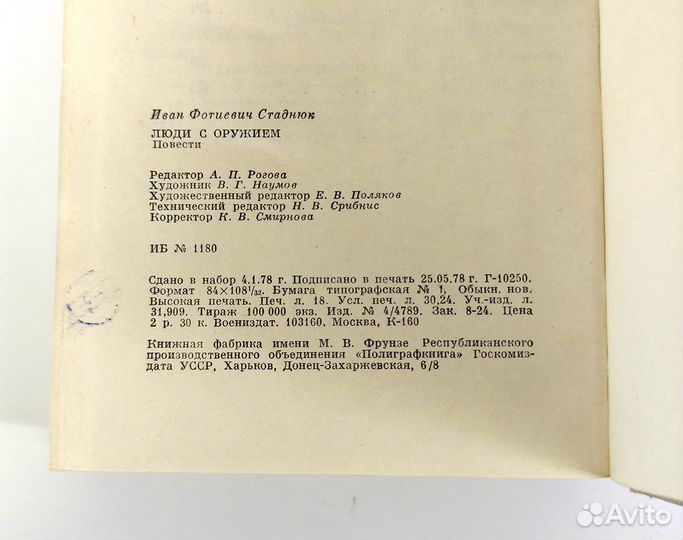 Иван Фотиевич Стаднюк
ЛЮДИ С ОРУЖИЕМ
Повести
Редактор А. П. Рогова
Художник В. Г. Наумов
Художественный редактор Е. В. Поляков
Технический редактор Н. В. Срибнис
Корректор К. В. Смирнова
ИБ № 1180
Сдано в набор 4.1.78 г. Подписано в печать 25.05.78 г. Г-10250.
Формат 84×108¹/₃₂. Бумага типографская № 1, Обыкн. нов.
Высокая печать. Печ. л. 18. Усл. печ. л. 30,24. Уч.-изд. л.
31,909. Тираж 100 000 экз. Изд. № 4/4789. Зак. 8-24. Цена
2 р. 30 к. Воениздат. 103160, Москва, К-160
Книжная фабрика имени М. В. Фрунзе Республиканского
производственного объединения «Полиграфкнига» Госкомиз-
дата УССР, Харьков, Донец-Захаржевская, 6/8
Avito